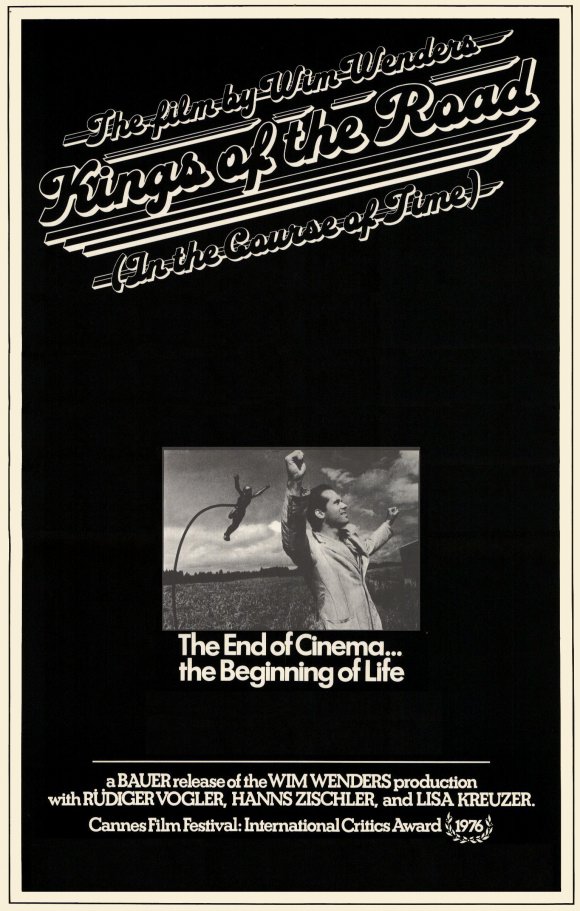 The film by Wim Wenders
Kings of the Road
(In the Course of Time)
The End of Cinema...
the Beginning of Life
a BAUER release of the WIM WENDERS production
with RÜDIGER VOGLER, HANNS ZISCHLER, and LISA KREUZER.
Cannes Film Festival: International Critics Award 1976